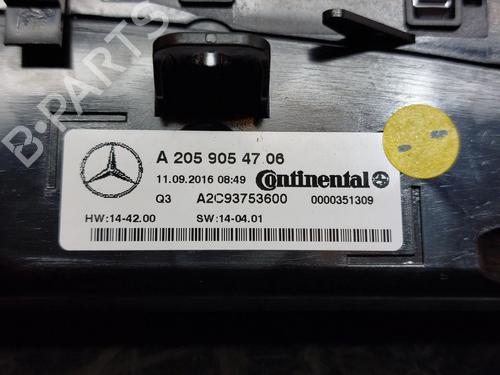 B-PARTS
A 205 905 47 06
11.09.2016 08:49 Continental
Q3 A2C93753600 0000351309
HW:14-42.00 SW:14-04.01